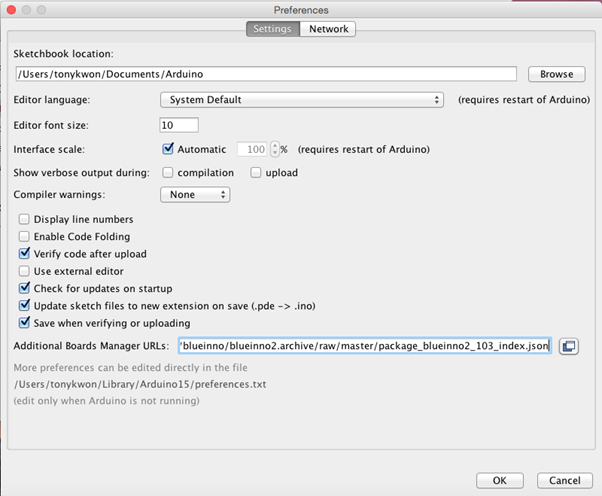 Preferences
Settings Network
Sketchbook location:
/Users/tonykwon/Documents/Arduino Browse
Editor language: System Default (requires restart of Arduino)
Editor font size: 10
Interface scale: Automatic 100 % (requires restart of Arduino)
Show verbose output during: compilation upload
Compiler warnings: None
Display line numbers
Enable Code Folding
Verify code after upload
Use external editor
Check for updates on startup
Update sketch files to new extension on save (.pde -> .ino)
Save when verifying or uploading
Additional Boards Manager URLs: blueinno/blueinno2.archive/raw/master/package_blueinno2_103_index.json
More preferences can be edited directly in the file
/Users/tonykwon/Library/Arduino15/preferences.txt
(edit only when Arduino is not running)
OK Cancel